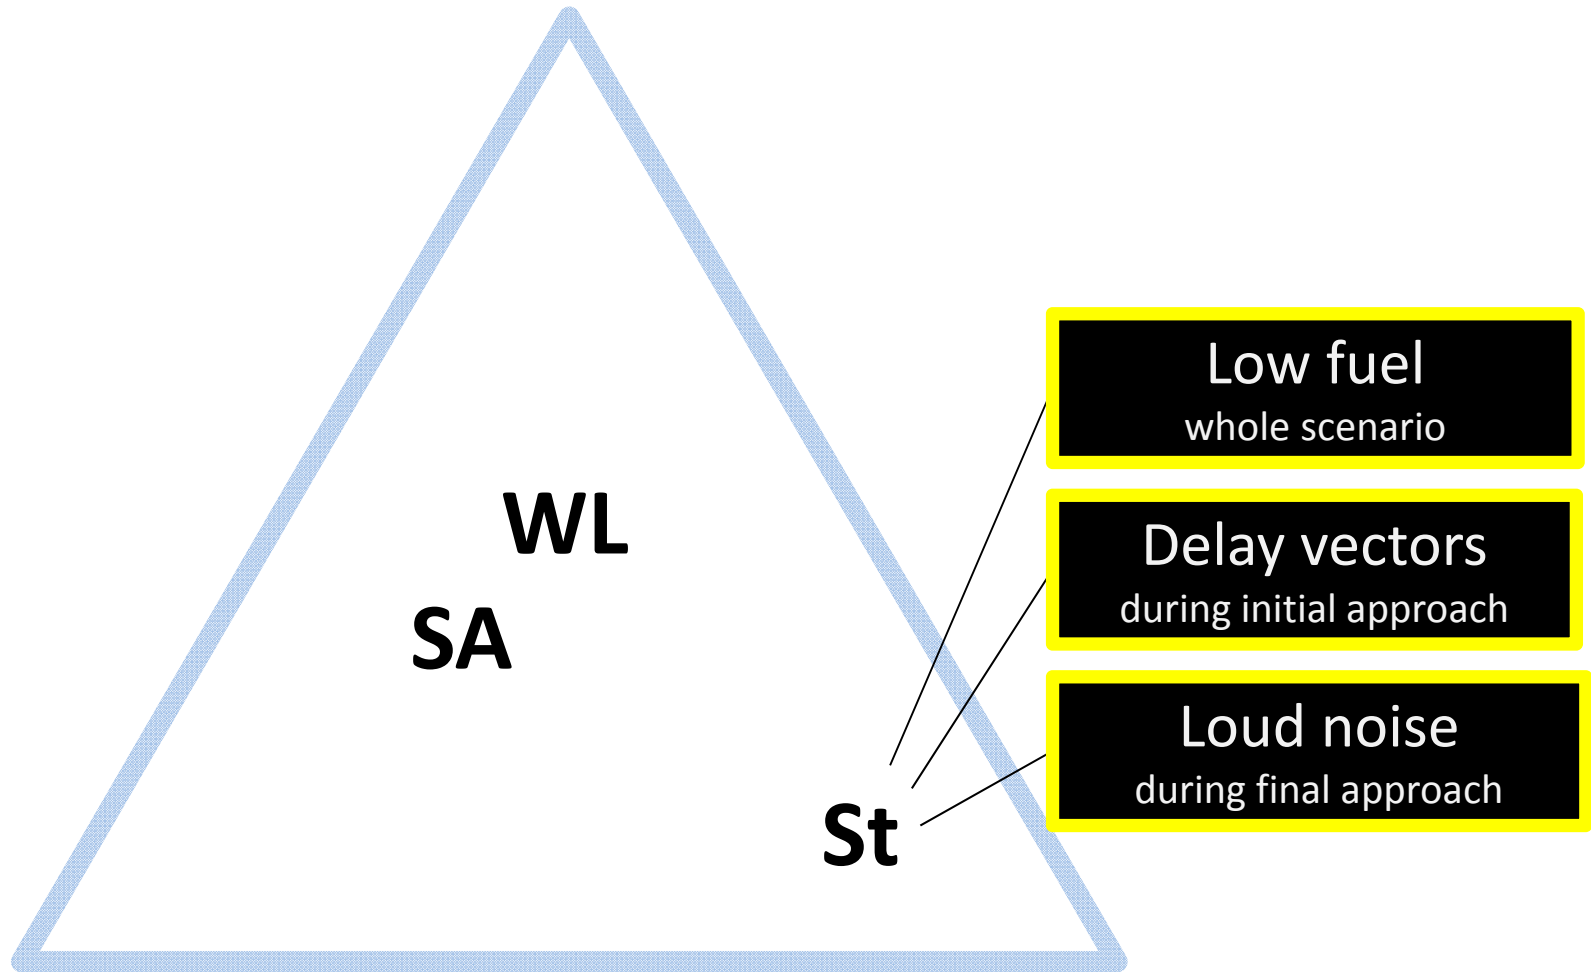 Low fuel
whole scenario
WL
Delay vectors
during initial approach
SA
Loud noise
during final approach
St